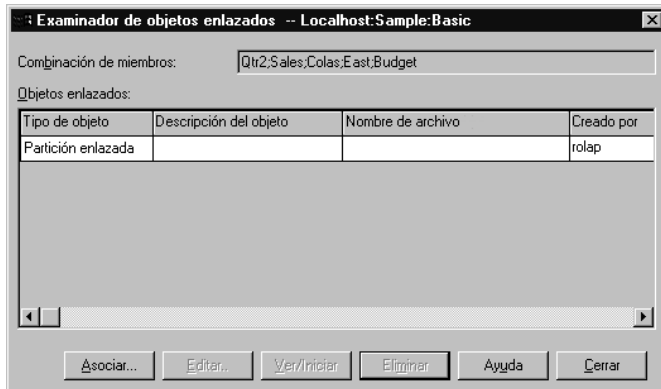 Examinador de objetos enlazados -- Localhost:Sample:Basic
Combinación de miembros: Qtr2;Sales;Colas;East;Budget
Objetos enlazados:
Tipo de objeto Descripción del objeto Nombre de archivo Creado por
Partición enlazada rolap
Asociar... Editar.. Ver/Iniciar Eliminar Ayuda Cerrar